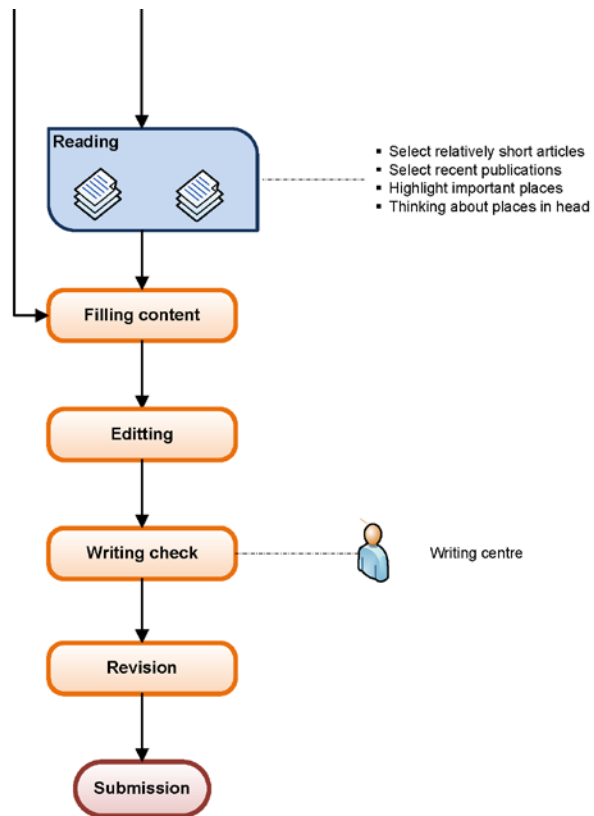 Reading
▪ Select relatively short articles
▪ Select recent publications
▪ Highlight important places
▪ Thinking about places in head
Filling content
Editting
Writing check
Writing centre
Revision
Submission